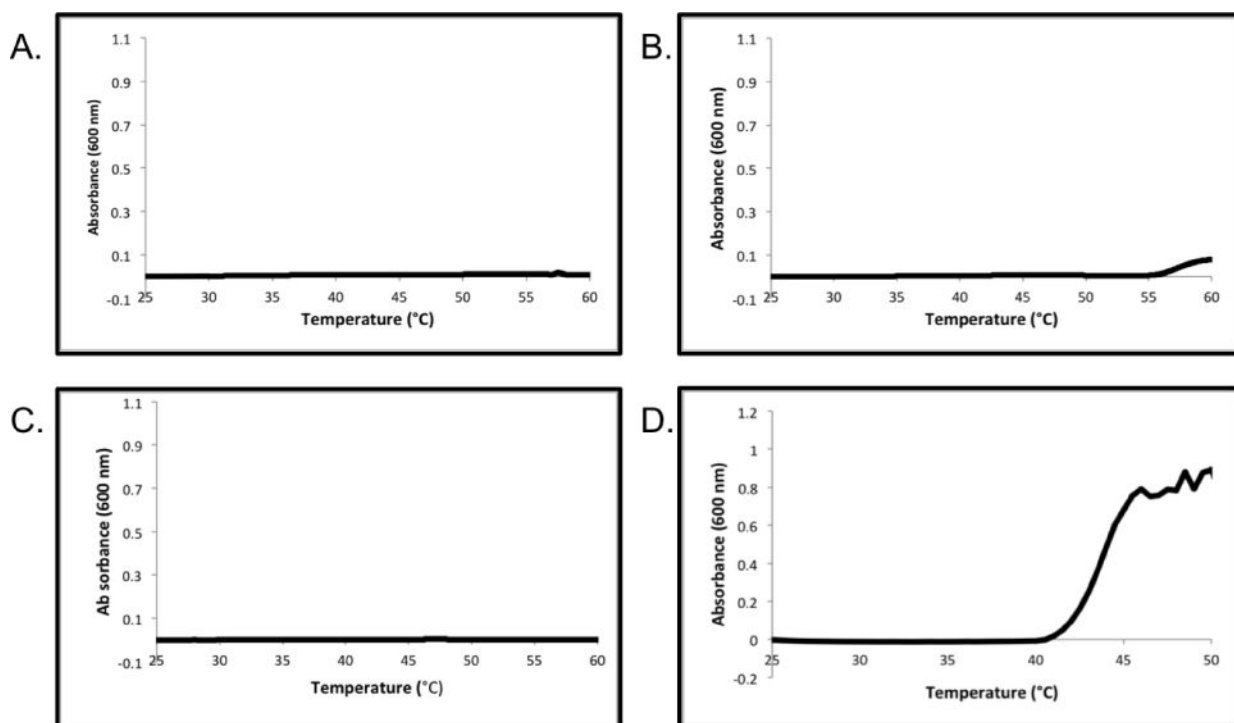 A.
1.1
0.9
0.7
0.5
0.3
0.1
-0.1
25 30 35 40 45 50 55 60
Absorbance (600 nm)
Temperature (°C)
B.
1.1
0.9
0.7
0.5
0.3
0.1
-0.1
25 30 35 40 45 50 55 60
Absorbance (600 nm)
Temperature (°C)
C.
1.1
0.9
0.7
0.5
0.3
0.1
-0.1
25 30 35 40 45 50 55 60
Ab sorbance (600 nm)
Temperature (°C)
D.
1.2
1
0.8
0.6
0.4
0.2
0
-0.2
25 30 35 40 45 50
Absorbance (600 nm)
Temperature (°C)